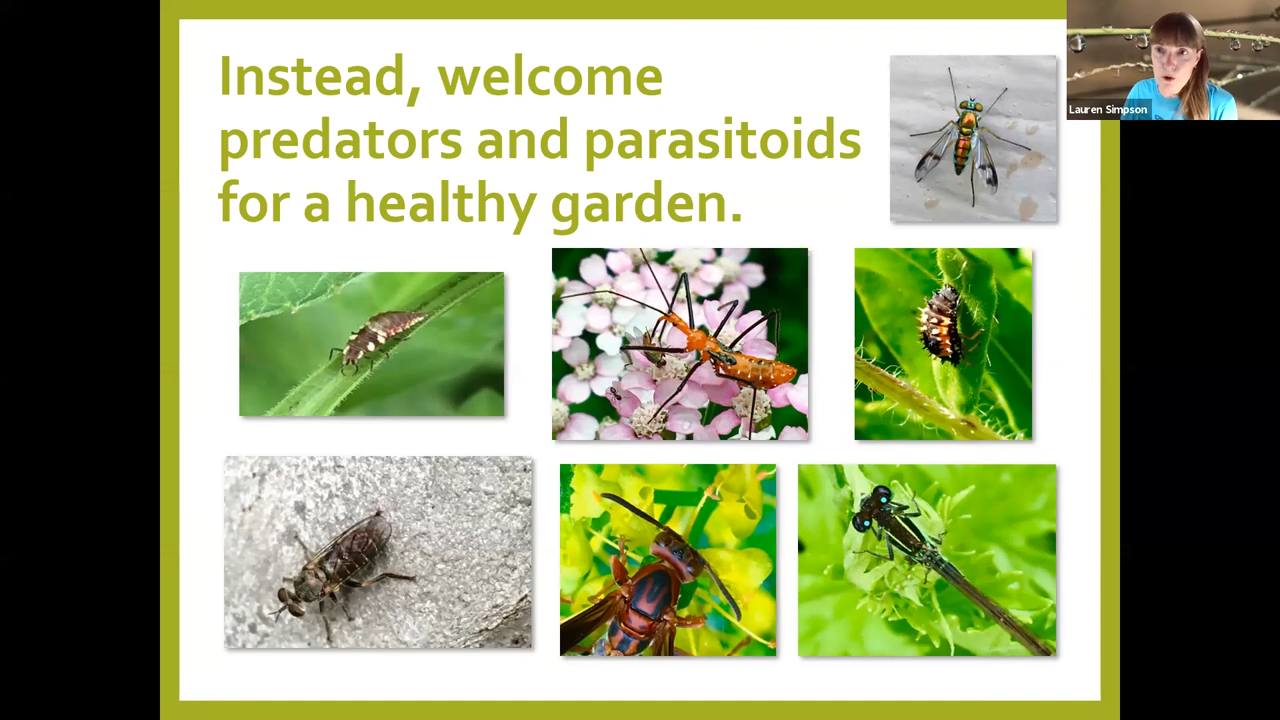 Instead, welcome
predators and parasitoids
for a healthy garden.
Lauren Simpson